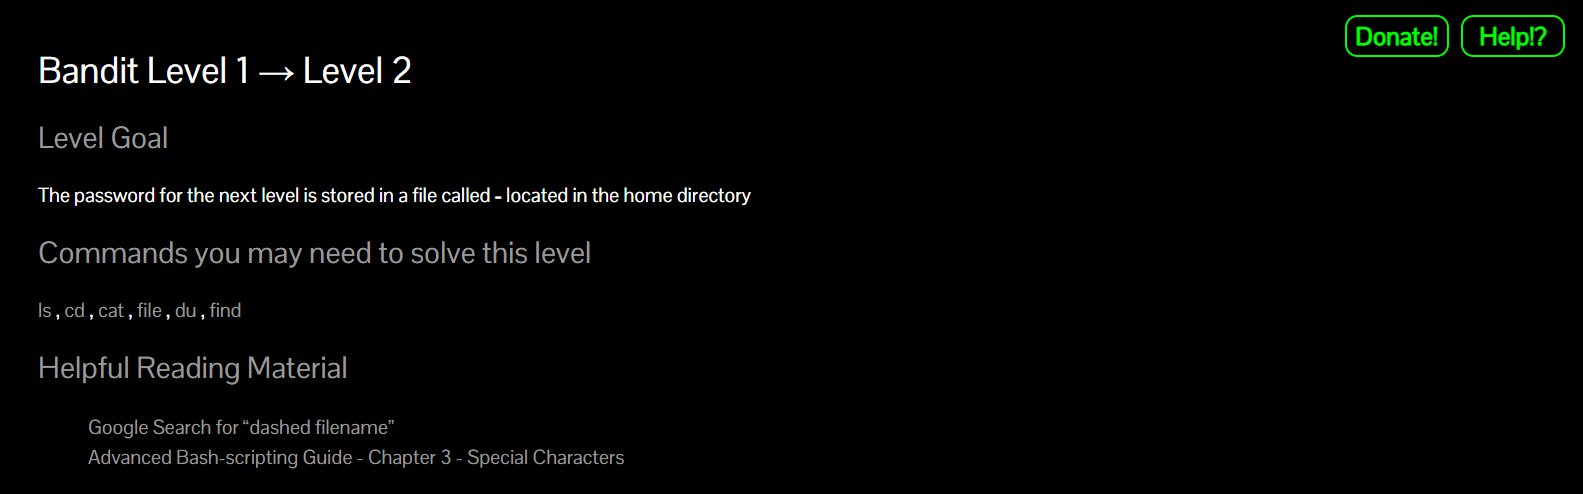 Donate! Help!?
Bandit Level 1 → Level 2
Level Goal
The password for the next level is stored in a file called - located in the home directory
Commands you may need to solve this level
ls , cd , cat , file , du , find
Helpful Reading Material
Google Search for “dashed filename”
Advanced Bash-scripting Guide - Chapter 3 - Special Characters